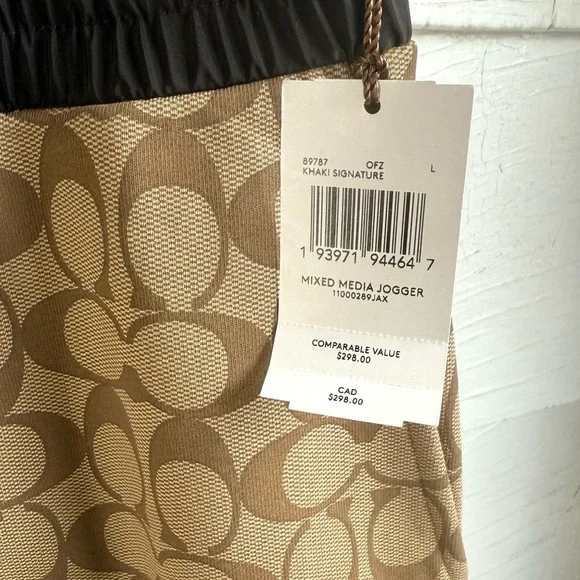 89787 OFZ L
KHAKI SIGNATURE
1 93971 94464 7
MIXED MEDIA JOGGER
11000289JAX
COMPARABLE VALUE
$298.00
CAD
$298.00